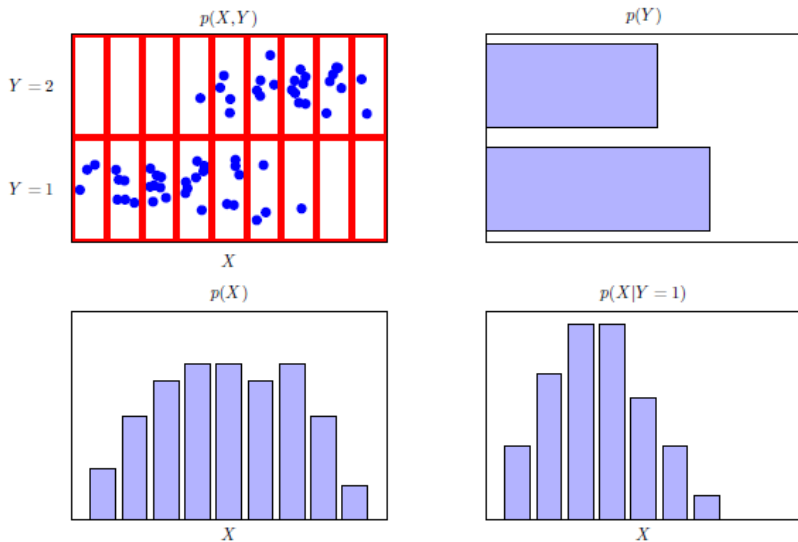 p(X,Y)
Y = 2
Y = 1
X
p(Y)
p(X)
X
p(X|Y = 1)
X